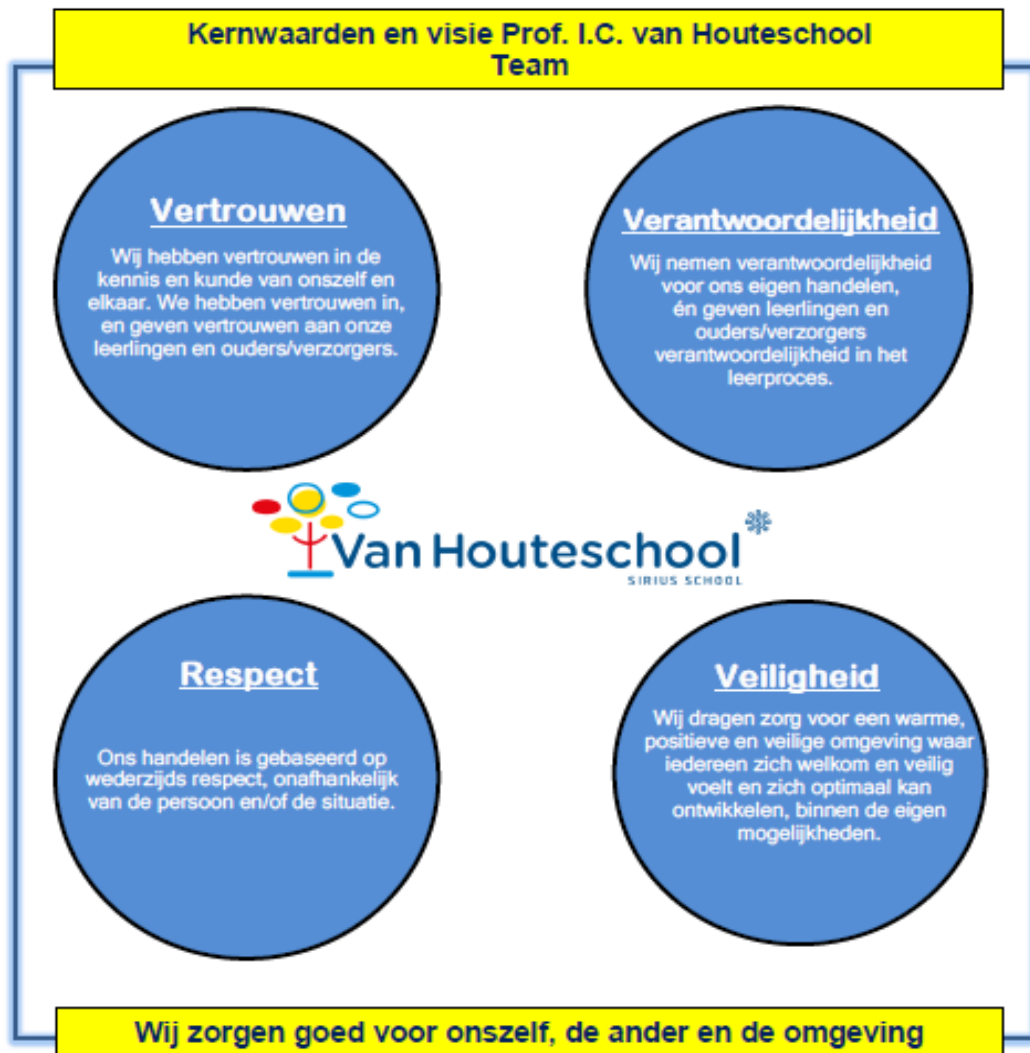 Kernwaarden en visie Prof. I.C. van Houteschool
Team
Vertrouwen
Wij hebben vertrouwen in de
kennis en kunde van onszelf en
elkaar. We hebben vertrouwen in,
en geven vertrouwen aan onze
leerlingen en ouders/verzorgers.
Verantwoordelijkheid
Wij nemen verantwoordelijkheid
voor ons eigen handelen,
én geven leerlingen en
ouders/verzorgers
verantwoordelijkheid in het
leerproces.
Van Houteschool
SIRIUS SCHOOL
Respect
Ons handelen is gebaseerd op
wederzijds respect, onafhankelijk
van de persoon en/of de situatie.
Veiligheid
Wij dragen zorg voor een warme,
positieve en veilige omgeving waar
iedereen zich welkom en veilig
voelt en zich optimaal kan
ontwikkelen, binnen de eigen
mogelijkheden.
Wij zorgen goed voor onszelf, de ander en de omgeving